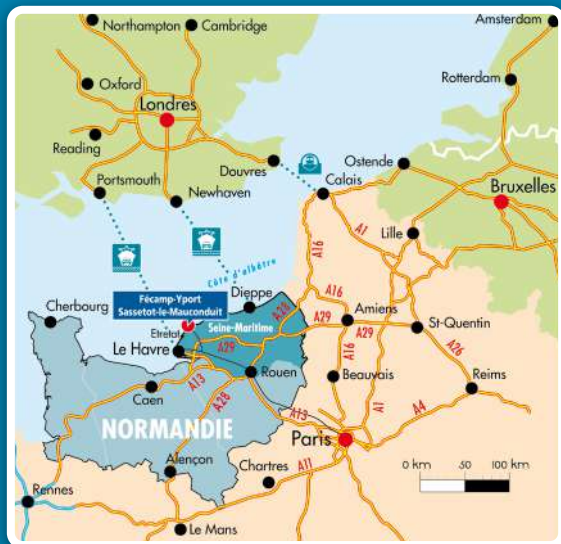 Northampton
Cambridge
Amsterdam
Oxford
Londres
Rotterdam
Reading
Douvres
Ostende
Portsmouth
Newhaven
Calais
Bruxelles
A16
A1
Lille
Côte d'albâtre
Cherbourg
Fécamp-Yport
Sassetot-le-Mauconduit
Dieppe
A28
A16
Etretat
Seine-Maritime
A29
Amiens
A29
St-Quentin
Le Havre
A29
A26
A13
Rouen
A16
Beauvais
A1
Reims
Caen
A28
A13
A4
NORMANDIE
Paris
Alençon
Chartres
A11
0 km
50
100 km
Rennes
Le Mans